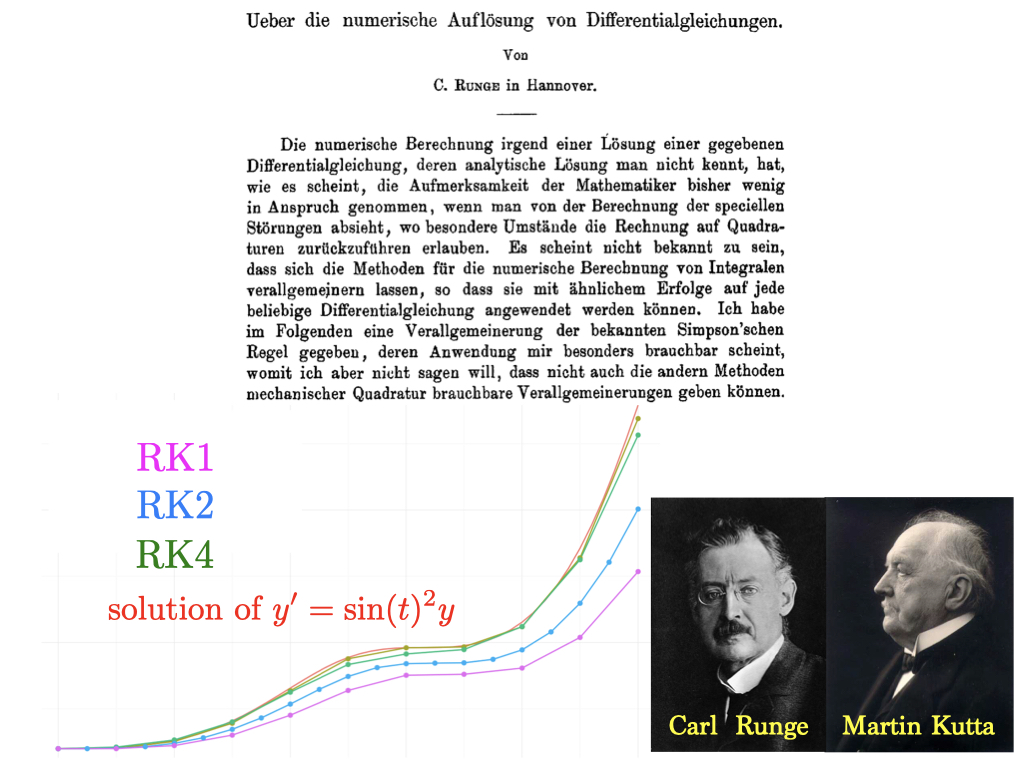 Ueber die numerische Auflösung von Differentialgleichungen.
Von
C. RUNGE in Hannover.
Die numerische Berechnung irgend einer Lösung einer gegebenen
Differentialgleichung, deren analytische Lösung man nicht kennt, hat,
wie es scheint, die Aufmerksamkeit der Mathematiker bisher wenig
in Anspruch genommen, wenn man von der Berechnung der speciellen
Störungen absieht, wo besondere Umstände die Rechnung auf Quadra-
turen zurückzuführen erlauben. Es scheint nicht bekannt zu sein,
dass sich die Methoden für die numerische Berechnung von Integralen
verallgemeinern lassen, so dass sie mit ähnlichem Erfolge auf jede
beliebige Differentialgleichung angewendet werden können. Ich habe
im Folgenden eine Verallgemeinerung der bekannten Simpson'schen
Regel gegeben, deren Anwendung mir besonders brauchbar scheint,
womit ich aber nicht sagen will, dass nicht auch die andern Methoden
mechanischer Quadratur brauchbare Verallgemeinerungen geben können.
RK1
RK2
RK4
solution of y′ = sin(t)²y
Carl Runge
Martin Kutta